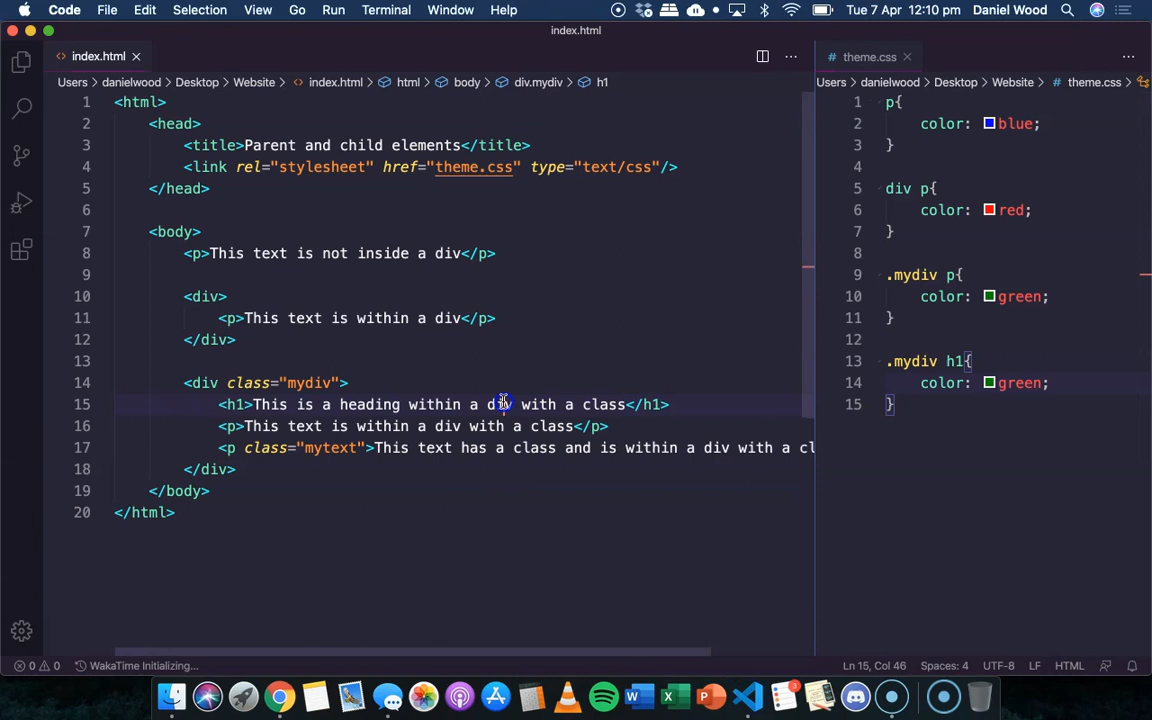 Code File Edit Selection View Go Run Terminal Window Help Tue 7 Apr 12:10 pm Daniel Wood
index.html
index.html
Users danielwood Desktop Website index.html html body div.mydiv h1
1 <html>
2 <head>
3 <title>Parent and child elements</title>
4 <link rel="stylesheet" href="theme.css" type="text/css"/>
5 </head>
6
7 <body>
8 <p>This text is not inside a div</p>
9
10 <div>
11 <p>This text is within a div</p>
12 </div>
13
14 <div class="mydiv">
15 <h1>This is a heading within a div with a class</h1>
16 <p>This text is within a div with a class</p>
17 <p class="mytext">This text has a class and is within a div with a cl
18 </div>
19 </body>
20 </html>
# theme.css
Users danielwood Desktop Website # theme.css
1 p{
2 color: blue;
3 }
4
5 div p{
6 color: red;
7 }
8
9 .mydiv p{
10 color: green;
11 }
12
13 .mydiv h1{
14 color: green;
15 }
0 0 WakaTime Initializing... Ln 15, Col 46 Spaces: 4 UTF-8 LF HTML
W X P 3